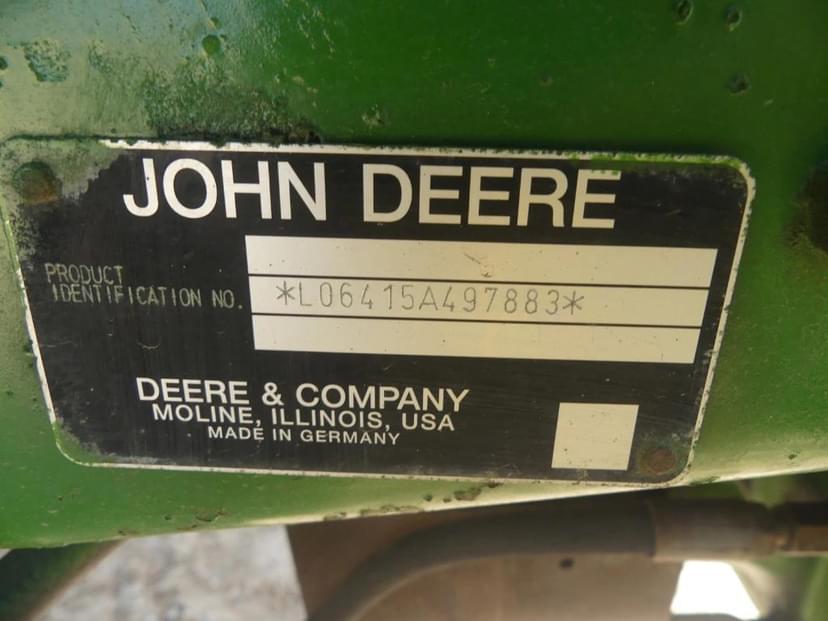 JOHN DEERE
PRODUCT
IDENTIFICATION NO.
*L06415A497883*
DEERE & COMPANY
MOLINE, ILLINOIS, USA
MADE IN GERMANY